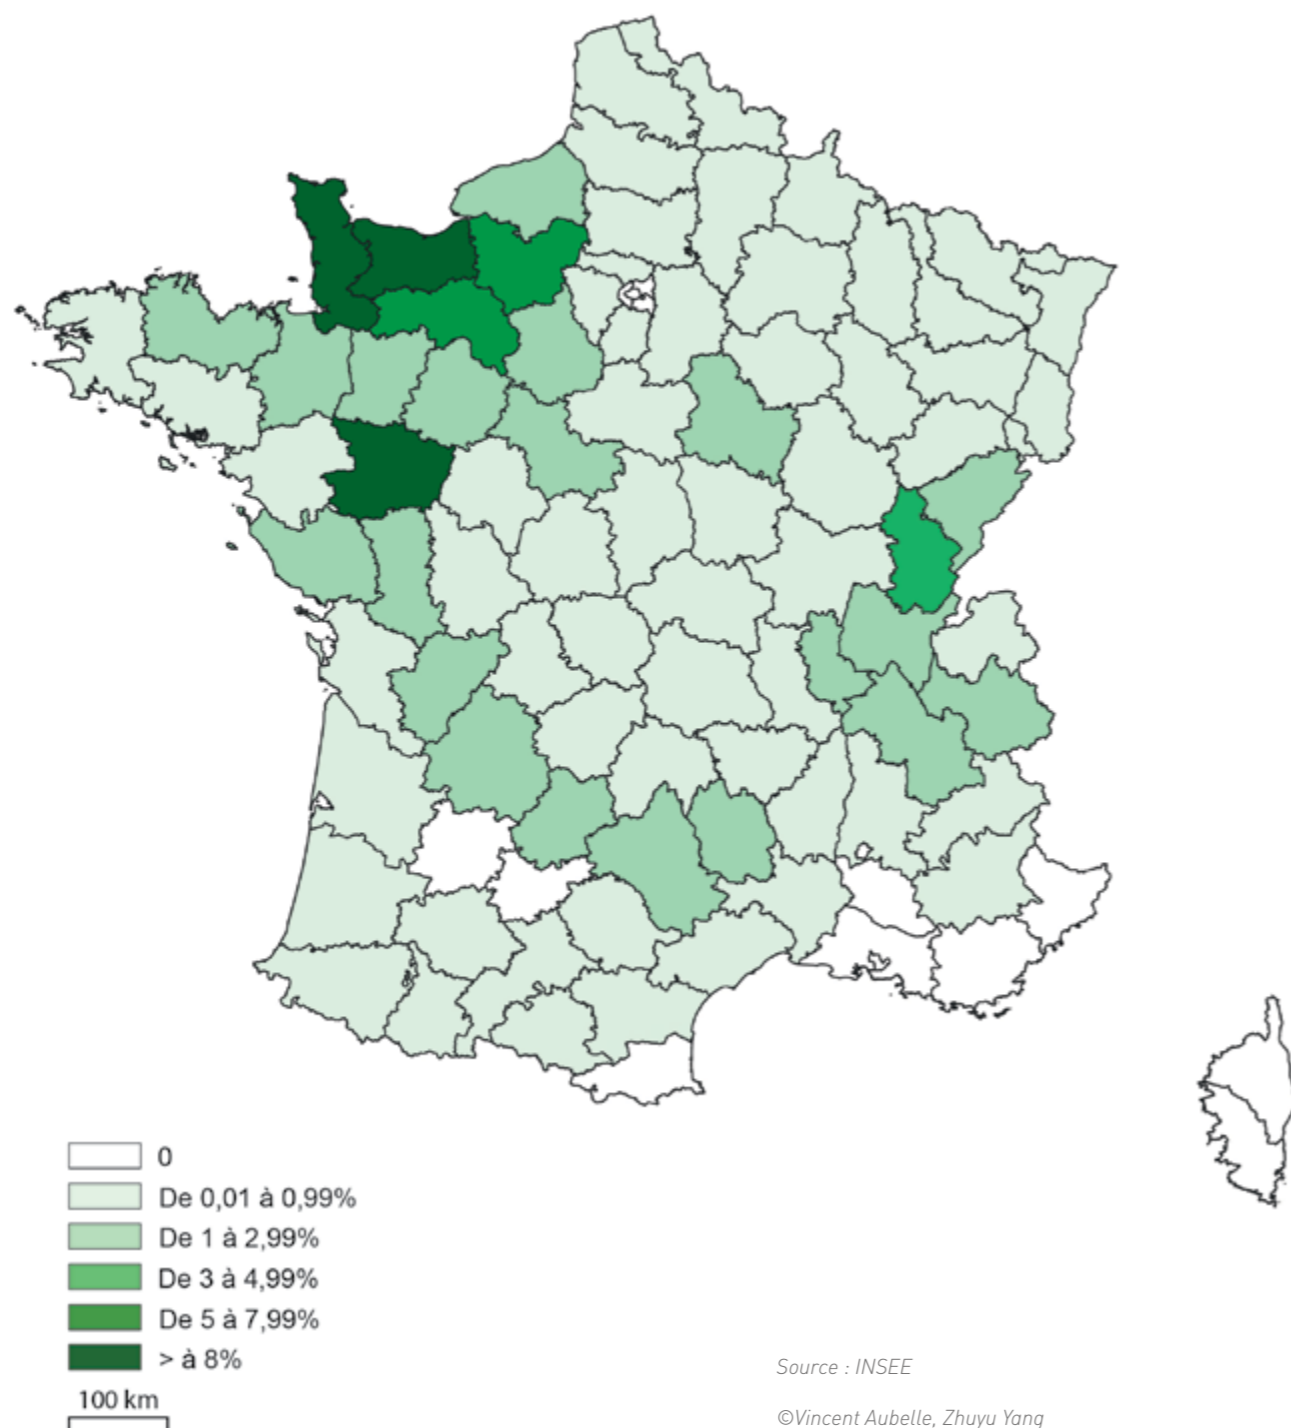 0
De 0,01 à 0,99%
De 1 à 2,99%
De 3 à 4,99%
De 5 à 7,99%
> à 8%
100 km
Source : INSEE
©Vincent Aubelle, Zhuyu Yang